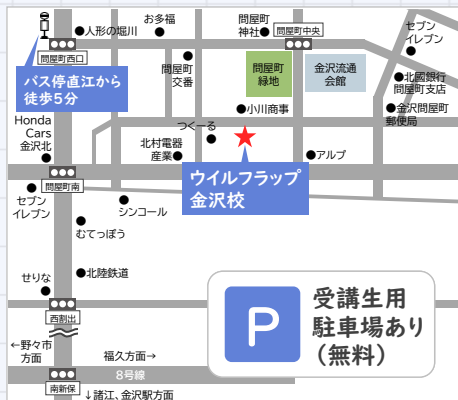 人形の堀川
お多福
問屋町
神社
問屋町中央
セブン
イレブン
問屋町西口
バス停直江から
徒歩5分
問屋町
交番
問屋町
緑地
金沢流通
会館
北國銀行
問屋町支店
小川商事
金沢問屋町
郵便局
Honda
Cars
金沢北
つくーる
北村電器
産業
アルプ
ウイルフラップ
金沢校
問屋町南
セブン
イレブン
シンコール
むてっぽう
せりな
北陸鉄道
西割出
P
受講生用
駐車場あり
(無料)
←野々市
方面
福久方面→
8号線
南新保
↓諸江、金沢駅方面